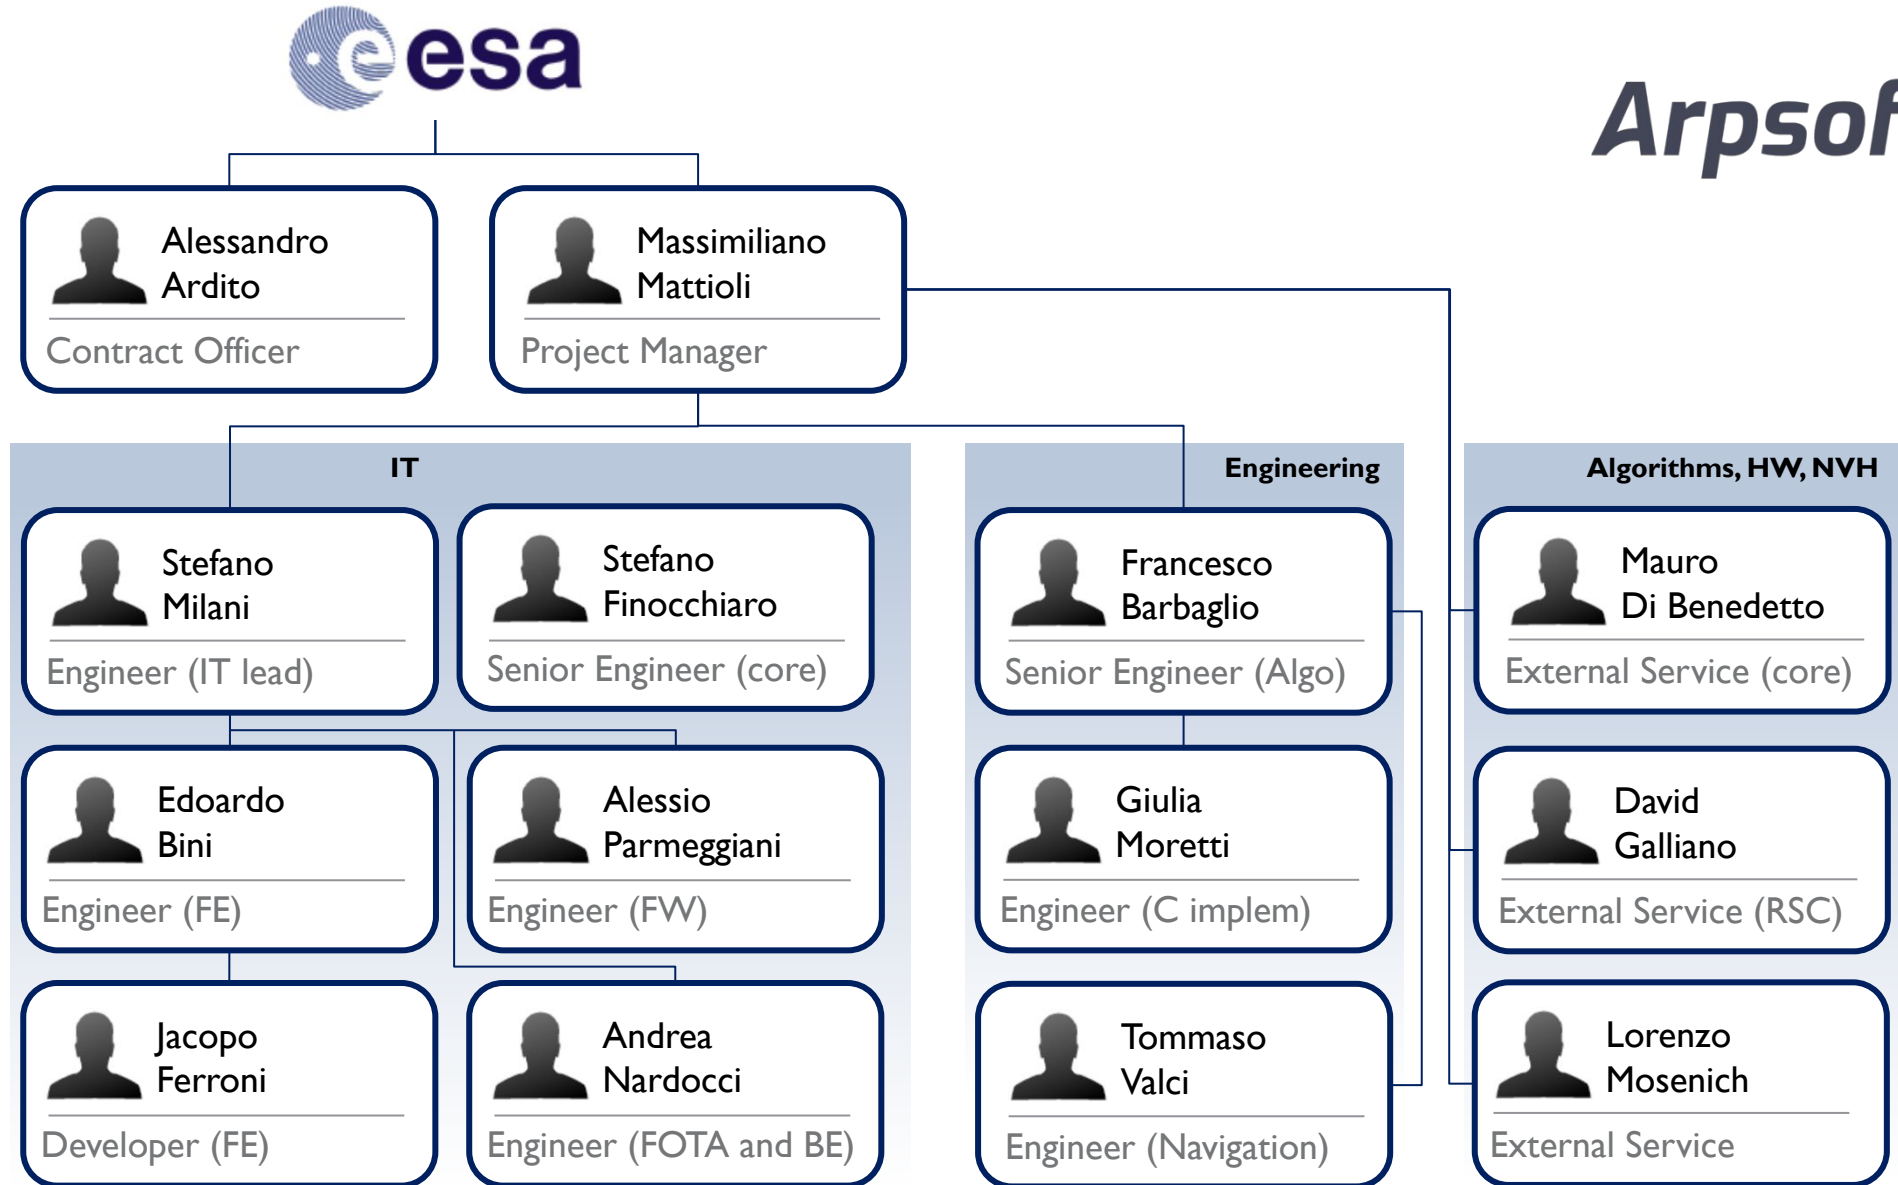 esa
Arpsof
Alessandro
Ardito
Contract Officer
Massimiliano
Mattioli
Project Manager
IT
Stefano
Milani
Engineer (IT lead)
Stefano
Finocchiaro
Senior Engineer (core)
Edoardo
Bini
Engineer (FE)
Alessio
Parmeggiani
Engineer (FW)
Jacopo
Ferroni
Developer (FE)
Andrea
Nardocci
Engineer (FOTA and BE)
Engineering
Francesco
Barbaglio
Senior Engineer (Algo)
Giulia
Moretti
Engineer (C implem)
Tommaso
Valci
Engineer (Navigation)
Algorithms, HW, NVH
Mauro
Di Benedetto
External Service (core)
David
Galliano
External Service (RSC)
Lorenzo
Mosenich
External Service